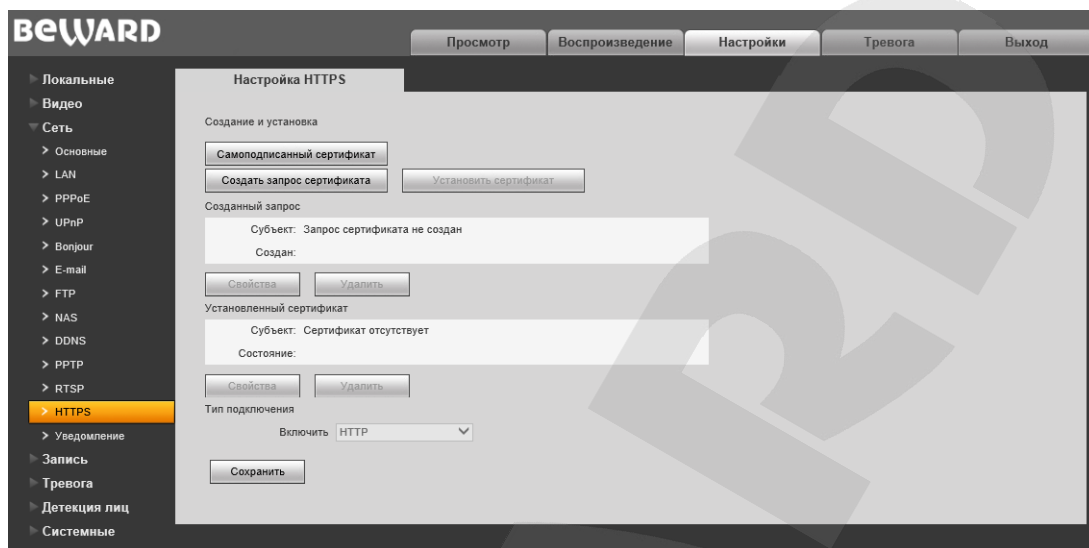 BEWARD
Просмотр
Воспроизведение
Настройки
Тревога
Выход
Локальные
Видео
Сеть
Основные
LAN
PPPoE
UPnP
Bonjour
E-mail
FTP
NAS
DDNS
PPTP
RTSP
HTTPS
Уведомление
Запись
Тревога
Детекция лиц
Системные
Настройка HTTPS
Создание и установка
Самоподписанный сертификат
Создать запрос сертификата
Установить сертификат
Созданный запрос
Субъект: Запрос сертификата не создан
Создан:
Свойства
Удалить
Установленный сертификат
Субъект: Сертификат отсутствует
Состояние:
Свойства
Удалить
Тип подключения
Включить HTTP
Сохранить